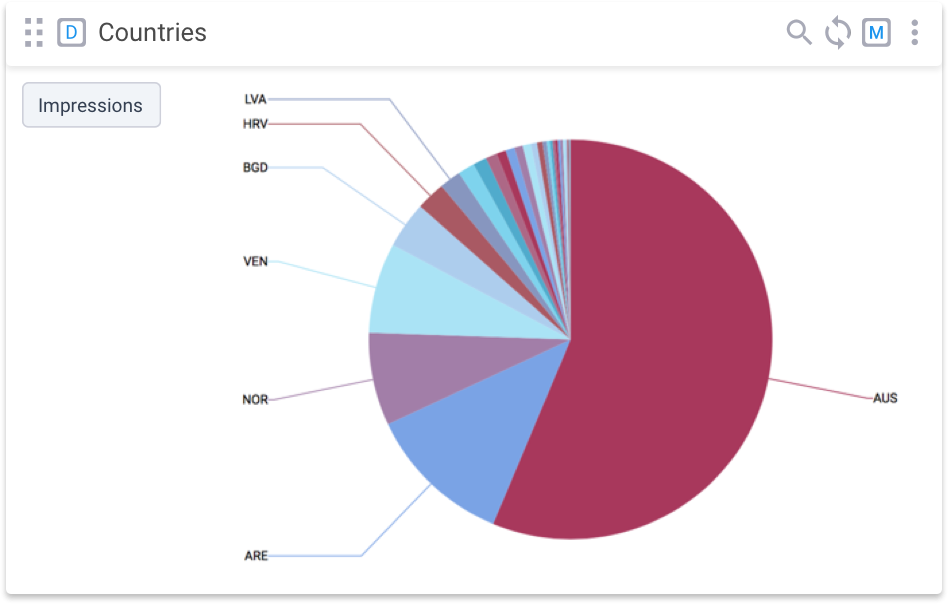 D Countries M
Impressions
LVA
HRV
BGD
VEN
NOR
AUS
ARE